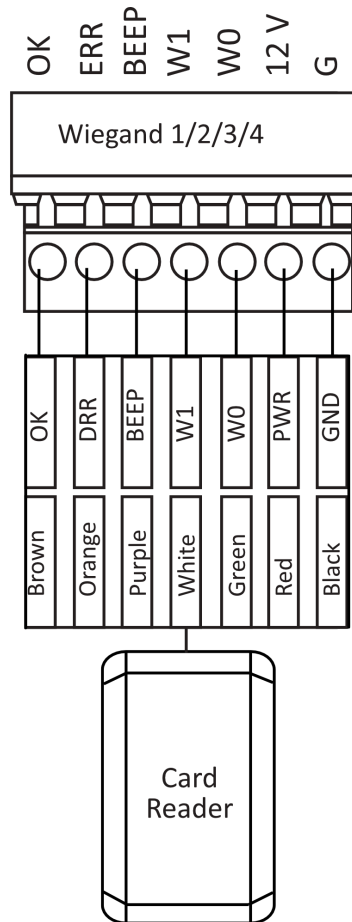 OK ERR BEEP W1 W0 12 V G
Wiegand 1/2/3/4
OK DRR BEEP W1 W0 PWR GND
Brown Orange Purple White Green Red Black
Card
Reader